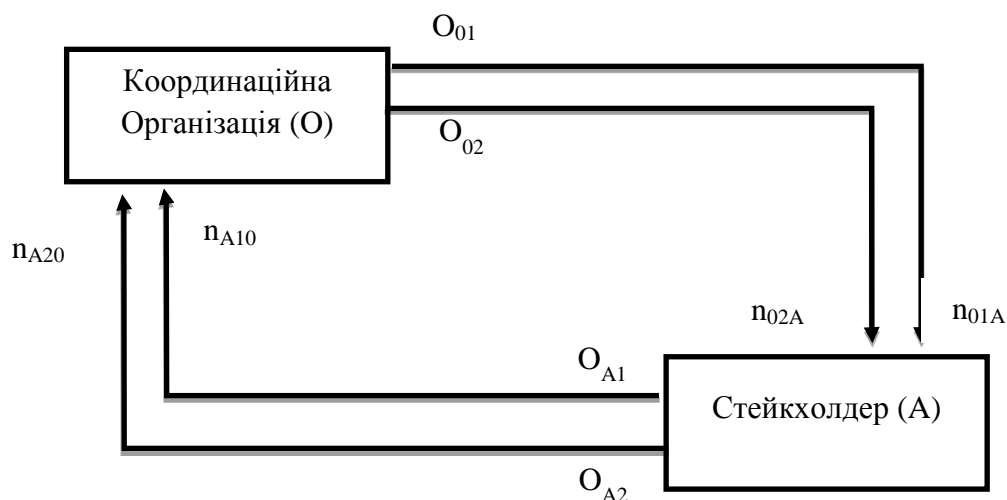 O01
Координаційна
Організація (О)
O02
nA10
nA20
n02A
n01A
OA1
Стейкхолдер (А)
OA2